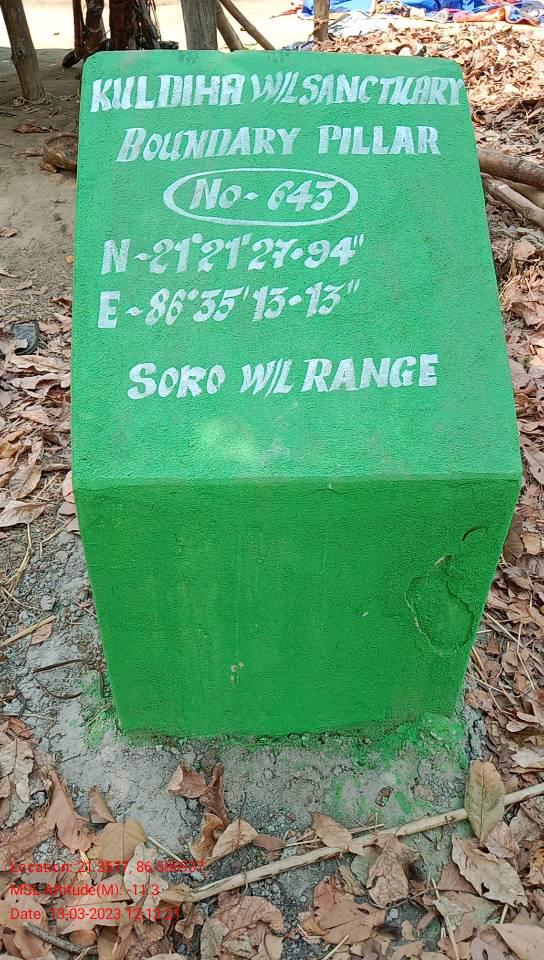 KULDIHA W/L SANCTUARY
BOUNDARY PILLAR
No- 643
N-21°21'27.94"
E-86°35'13-13"
SORO W/L RANGE
Location: 21.3577, 86.586937
MSL Altitude(M): -11.3
Date: 13-03-2023 12-12-21